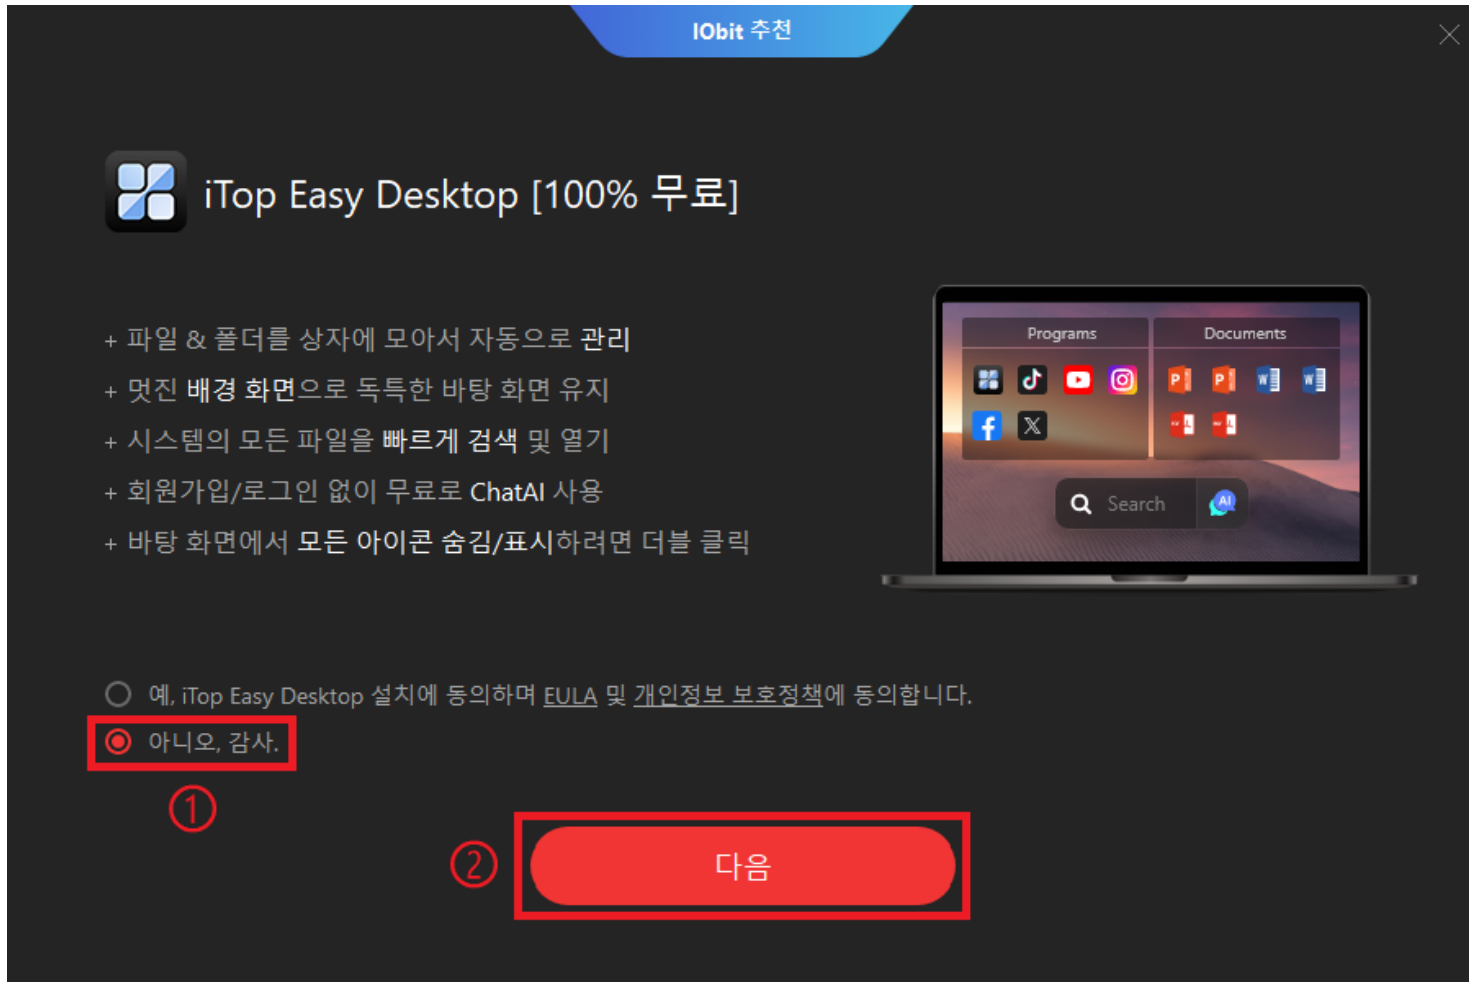 IObit 추천
iTop Easy Desktop [100% 무료]
+ 파일 & 폴더를 상자에 모아서 자동으로 관리
+ 멋진 배경 화면으로 독특한 바탕 화면 유지
+ 시스템의 모든 파일을 빠르게 검색 및 열기
+ 회원가입/로그인 없이 무료로 ChatAI 사용
+ 바탕 화면에서 모든 아이콘 숨김/표시하려면 더블 클릭
Programs
Documents
Search
AI
예, iTop Easy Desktop 설치에 동의하며 EULA 및 개인정보 보호정책에 동의합니다.
아니오, 감사.
①
② 다음